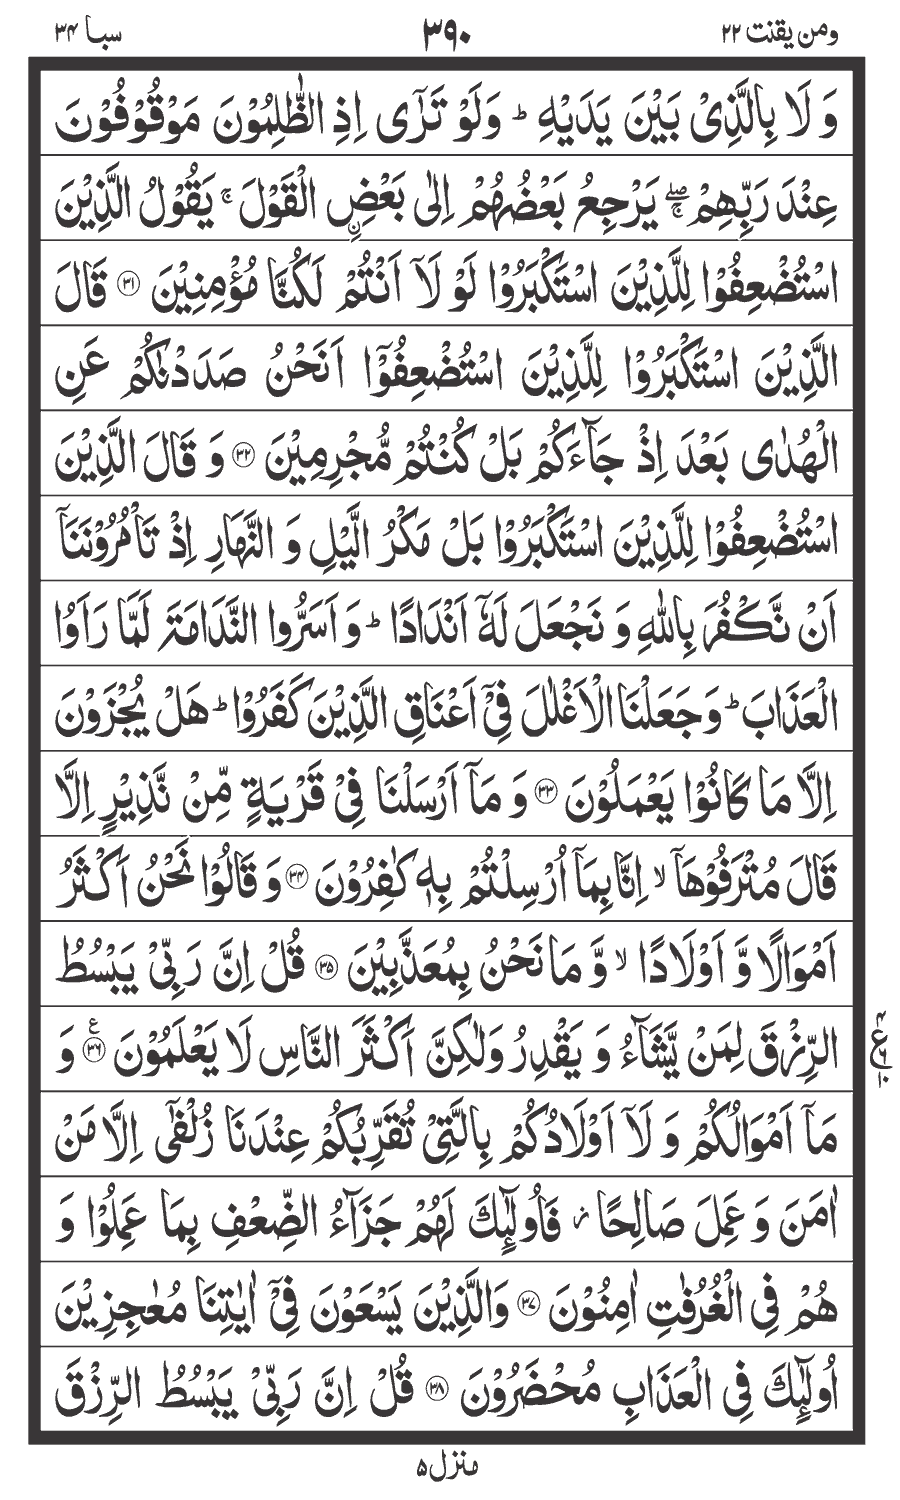 ومن یقنت ۲۲
۳۹۰
سبا ۳۴
وَ لَا بِالَّذِیْ بَیْنَ یَدَیْهِ ؕ وَلَوْ تَرٰۤی اِذِ الظّٰلِمُوْنَ مَوْقُوْفُوْنَ
عِنْدَ رَبِّهِمْ ۖۚ یَرْجِعُ بَعْضُهُمْ اِلٰی بَعْضِ ࣙالْقَوْلَ ۚ یَقُوْلُ الَّذِیْنَ
اسْتُضْعِفُوْا لِلَّذِیْنَ اسْتَكْبَرُوْا لَوْ لَاۤ اَنْتُمْ لَكُنَّا مُؤْمِنِیْنَ ۝۳۱ قَالَ
الَّذِیْنَ اسْتَكْبَرُوْا لِلَّذِیْنَ اسْتُضْعِفُوْۤا اَنَحْنُ صَدَدْنٰكُمْ عَنِ
الْهُدٰی بَعْدَ اِذْ جَآءَكُمْ بَلْ كُنْتُمْ مُّجْرِمِیْنَ ۝۳۲ وَ قَالَ الَّذِیْنَ
اسْتُضْعِفُوْا لِلَّذِیْنَ اسْتَكْبَرُوْا بَلْ مَكْرُ الَّیْلِ وَ النَّهَارِ اِذْ تَاْمُرُوْنَنَاۤ
اَنْ نَّكْفُرَ بِاللّٰهِ وَ نَجْعَلَ لَهٗۤ اَنْدَادًا ؕ وَ اَسَرُّوا النَّدَامَةَ لَمَّا رَاَوُا
الْعَذَابَ ؕ وَ جَعَلْنَا الْاَغْلٰلَ فِیْۤ اَعْنَاقِ الَّذِیْنَ كَفَرُوْا ؕ هَلْ یُجْزَوْنَ
اِلَّا مَا كَانُوْا یَعْمَلُوْنَ ۝۳۳ وَ مَاۤ اَرْسَلْنَا فِیْ قَرْیَةٍ مِّنْ نَّذِیْرٍ اِلَّا
قَالَ مُتْرَفُوْهَاۤ ۙ اِنَّا بِمَاۤ اُرْسِلْتُمْ بِهٖ كٰفِرُوْنَ ۝۳۴ وَ قَالُوْا نَحْنُ اَكْثَرُ
اَمْوَالًا وَّ اَوْلَادًا ۙ وَّ مَا نَحْنُ بِمُعَذَّبِیْنَ ۝۳۵ قُلْ اِنَّ رَبِّیْ یَبْسُطُ
الرِّزْقَ لِمَنْ یَّشَآءُ وَ یَقْدِرُ وَلٰكِنَّ اَكْثَرَ النَّاسِ لَا یَعْلَمُوْنَ ۝۳۶ ع وَ
مَاۤ اَمْوَالُكُمْ وَ لَاۤ اَوْلَادُكُمْ بِالَّتِیْ تُقَرِّبُكُمْ عِنْدَنَا زُلْفٰۤی اِلَّا مَنْ
اٰمَنَ وَ عَمِلَ صَالِحًا ؗ فَاُولٰٓئِكَ لَهُمْ جَزَآءُ الضِّعْفِ بِمَا عَمِلُوْا وَ
هُمْ فِی الْغُرُفٰتِ اٰمِنُوْنَ ۝۳۷ وَالَّذِیْنَ یَسْعَوْنَ فِیْۤ اٰیٰتِنَا مُعٰجِزِیْنَ
اُولٰٓئِكَ فِی الْعَذَابِ مُحْضَرُوْنَ ۝۳۸ قُلْ اِنَّ رَبِّیْ یَبْسُطُ الرِّزْقَ
منزل ۵